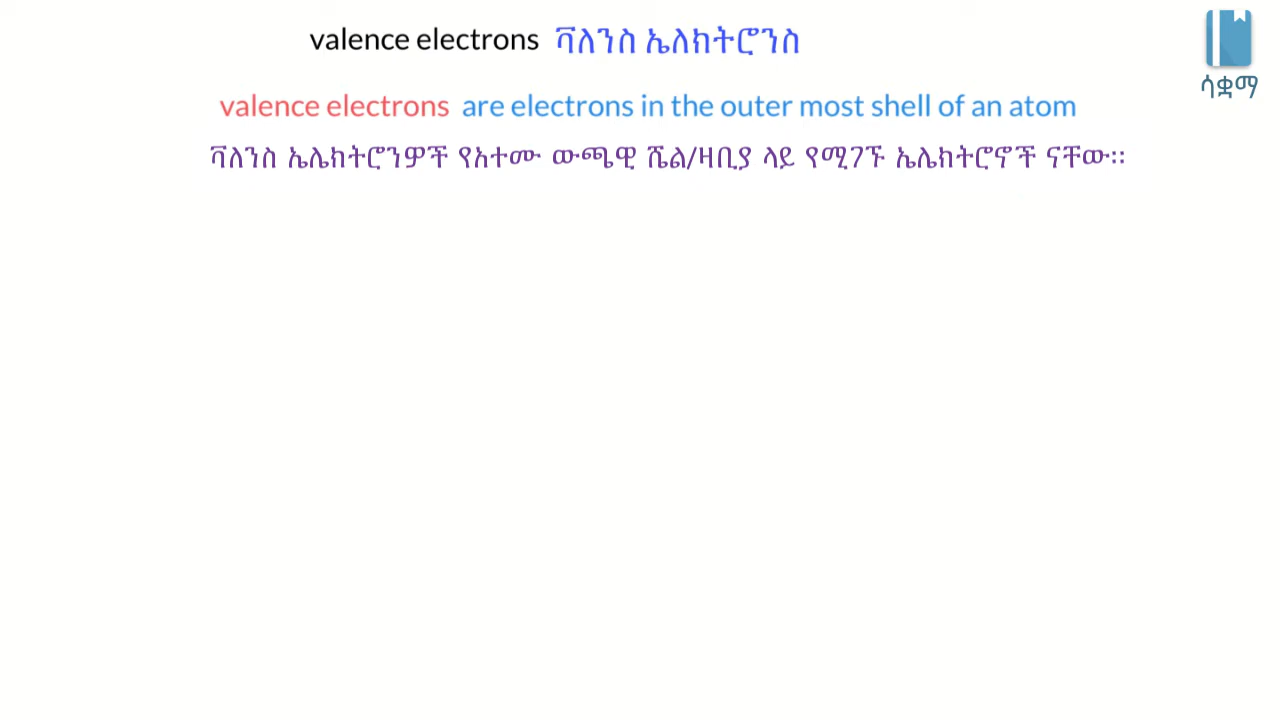 valence electrons ቫለንስ ኤለክትሮንስ
ሳቋማ
valence electrons are electrons in the outer most shell of an atom
ቫለንስ ኤሌክትሮንዎች የአተሙ ውጫዊ ሼል/ዛቢያ ላይ የሚገኙ ኤሌክትሮኖች ናቸው።